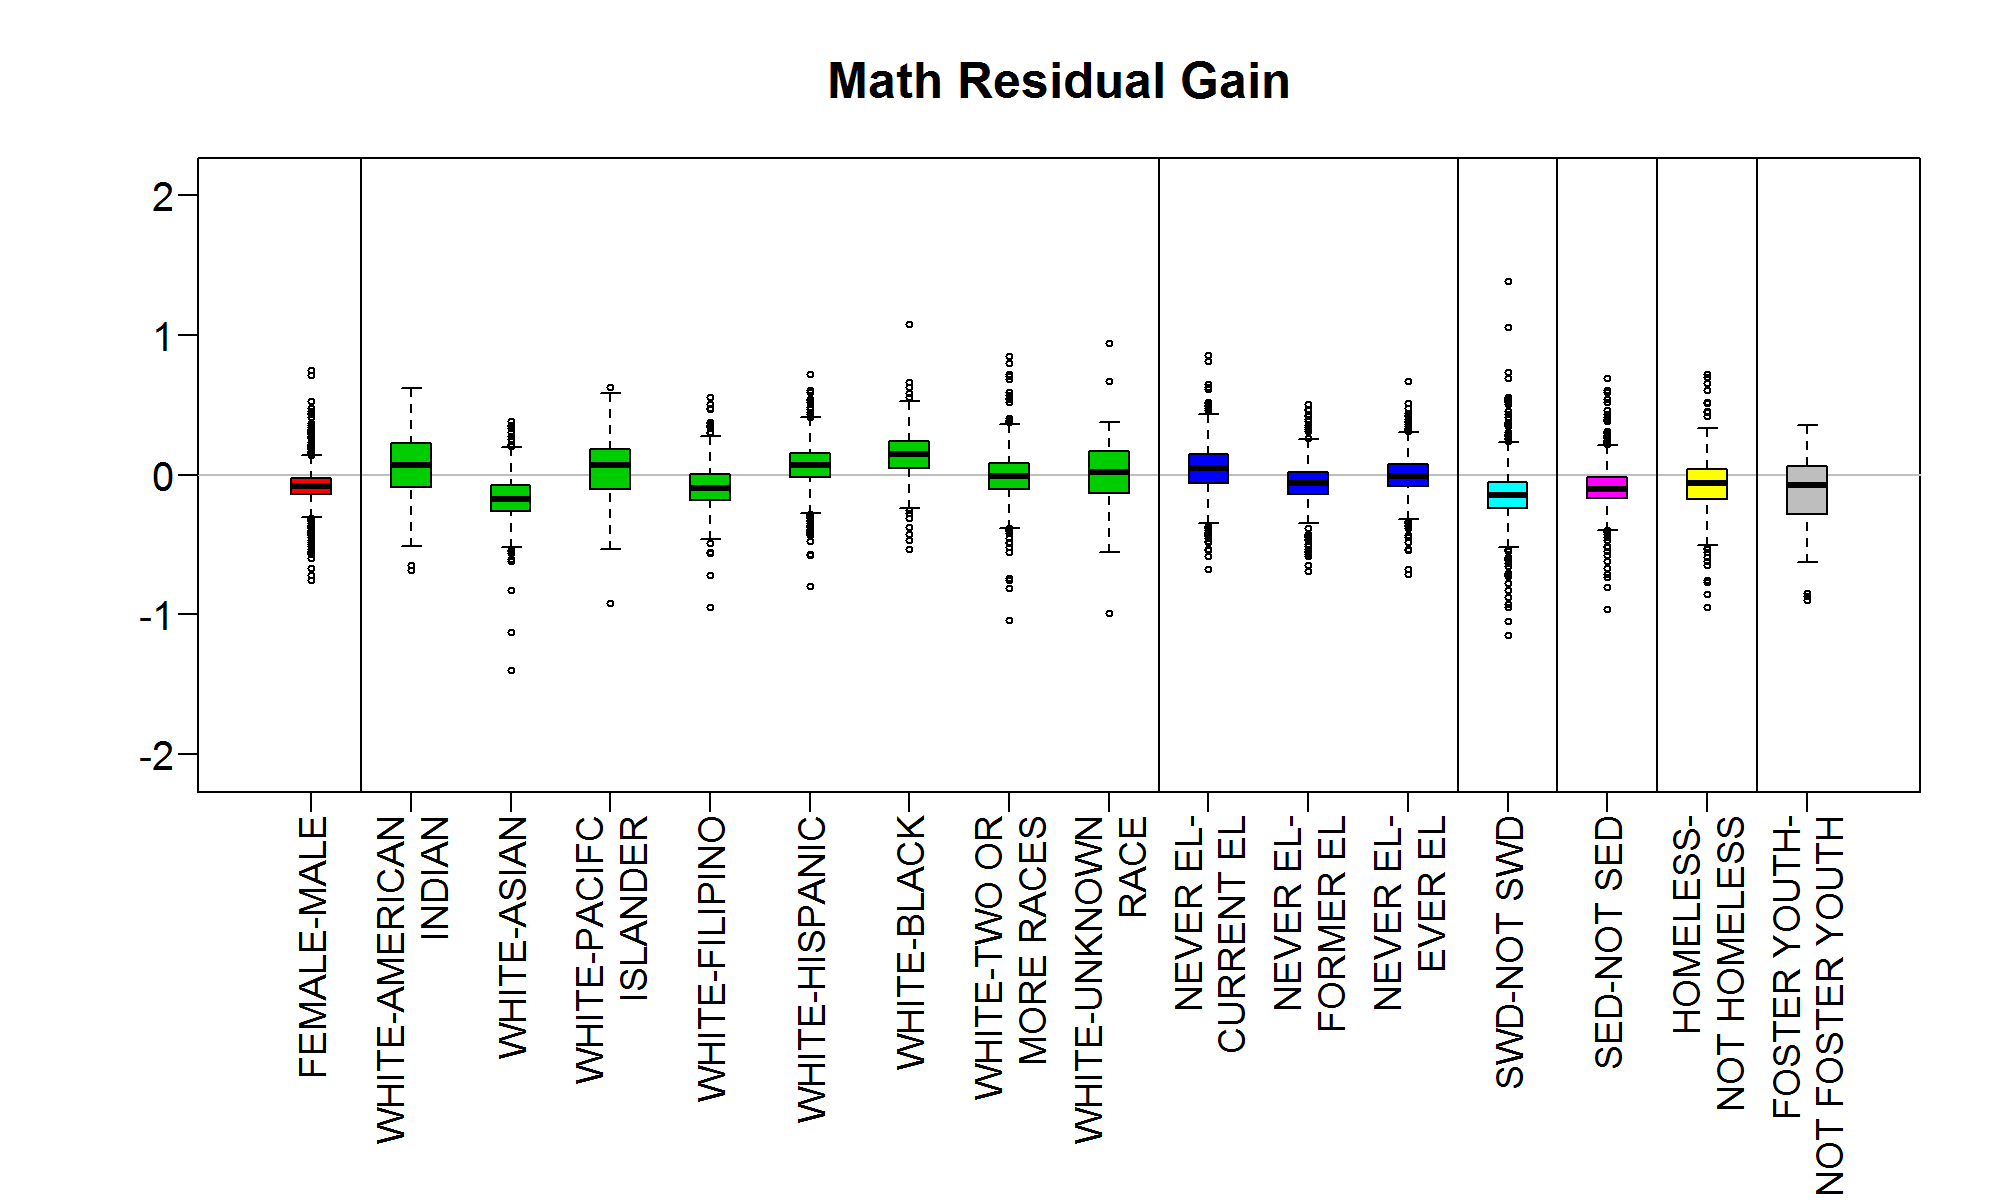 Math Residual Gain
2
1
0
-1
-2
FEMALE-MALE
WHITE-AMERICAN
INDIAN
WHITE-ASIAN
WHITE-PACIFC
ISLANDER
WHITE-FILIPINO
WHITE-HISPANIC
WHITE-BLACK
WHITE-TWO OR
MORE RACES
WHITE-UNKNOWN
RACE
NEVER EL-
CURRENT EL
NEVER EL-
FORMER EL
NEVER EL-
EVER EL
SWD-NOT SWD
SED-NOT SED
HOMELESS-
NOT HOMELESS
FOSTER YOUTH-
NOT FOSTER YOUTH